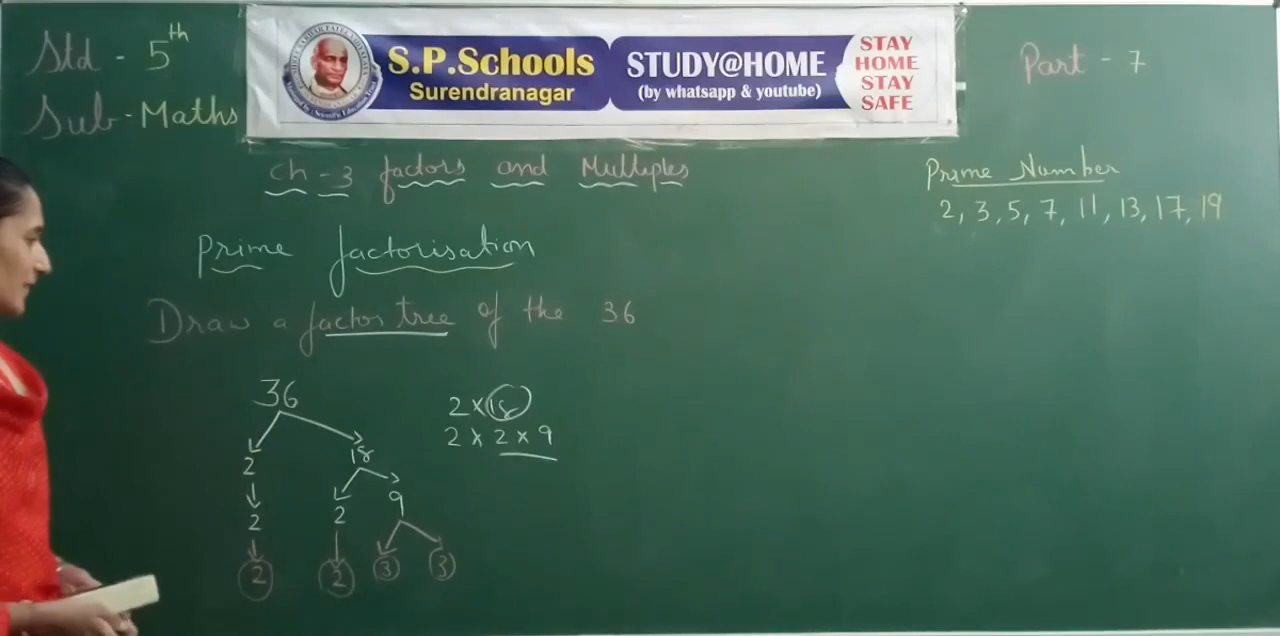 Std - 5th
Sub - Maths
S.P.Schools
Surendranagar
STUDY@HOME
(by whatsapp & youtube)
STAY
HOME
STAY
SAFE
Part - 7
Ch - 3 factors and Multiples
Prime Number
2, 3, 5, 7, 11, 13, 17, 19
Prime factorisation
Draw a factor tree of the 36
36
2 × 18
2 × 2 × 9
2 18
2 2 9
2 2 3 3